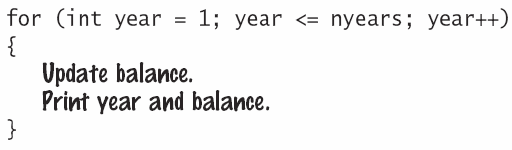 for (int year = 1; year <= nyears; year++)
{
Update balance.
Print year and balance.
}